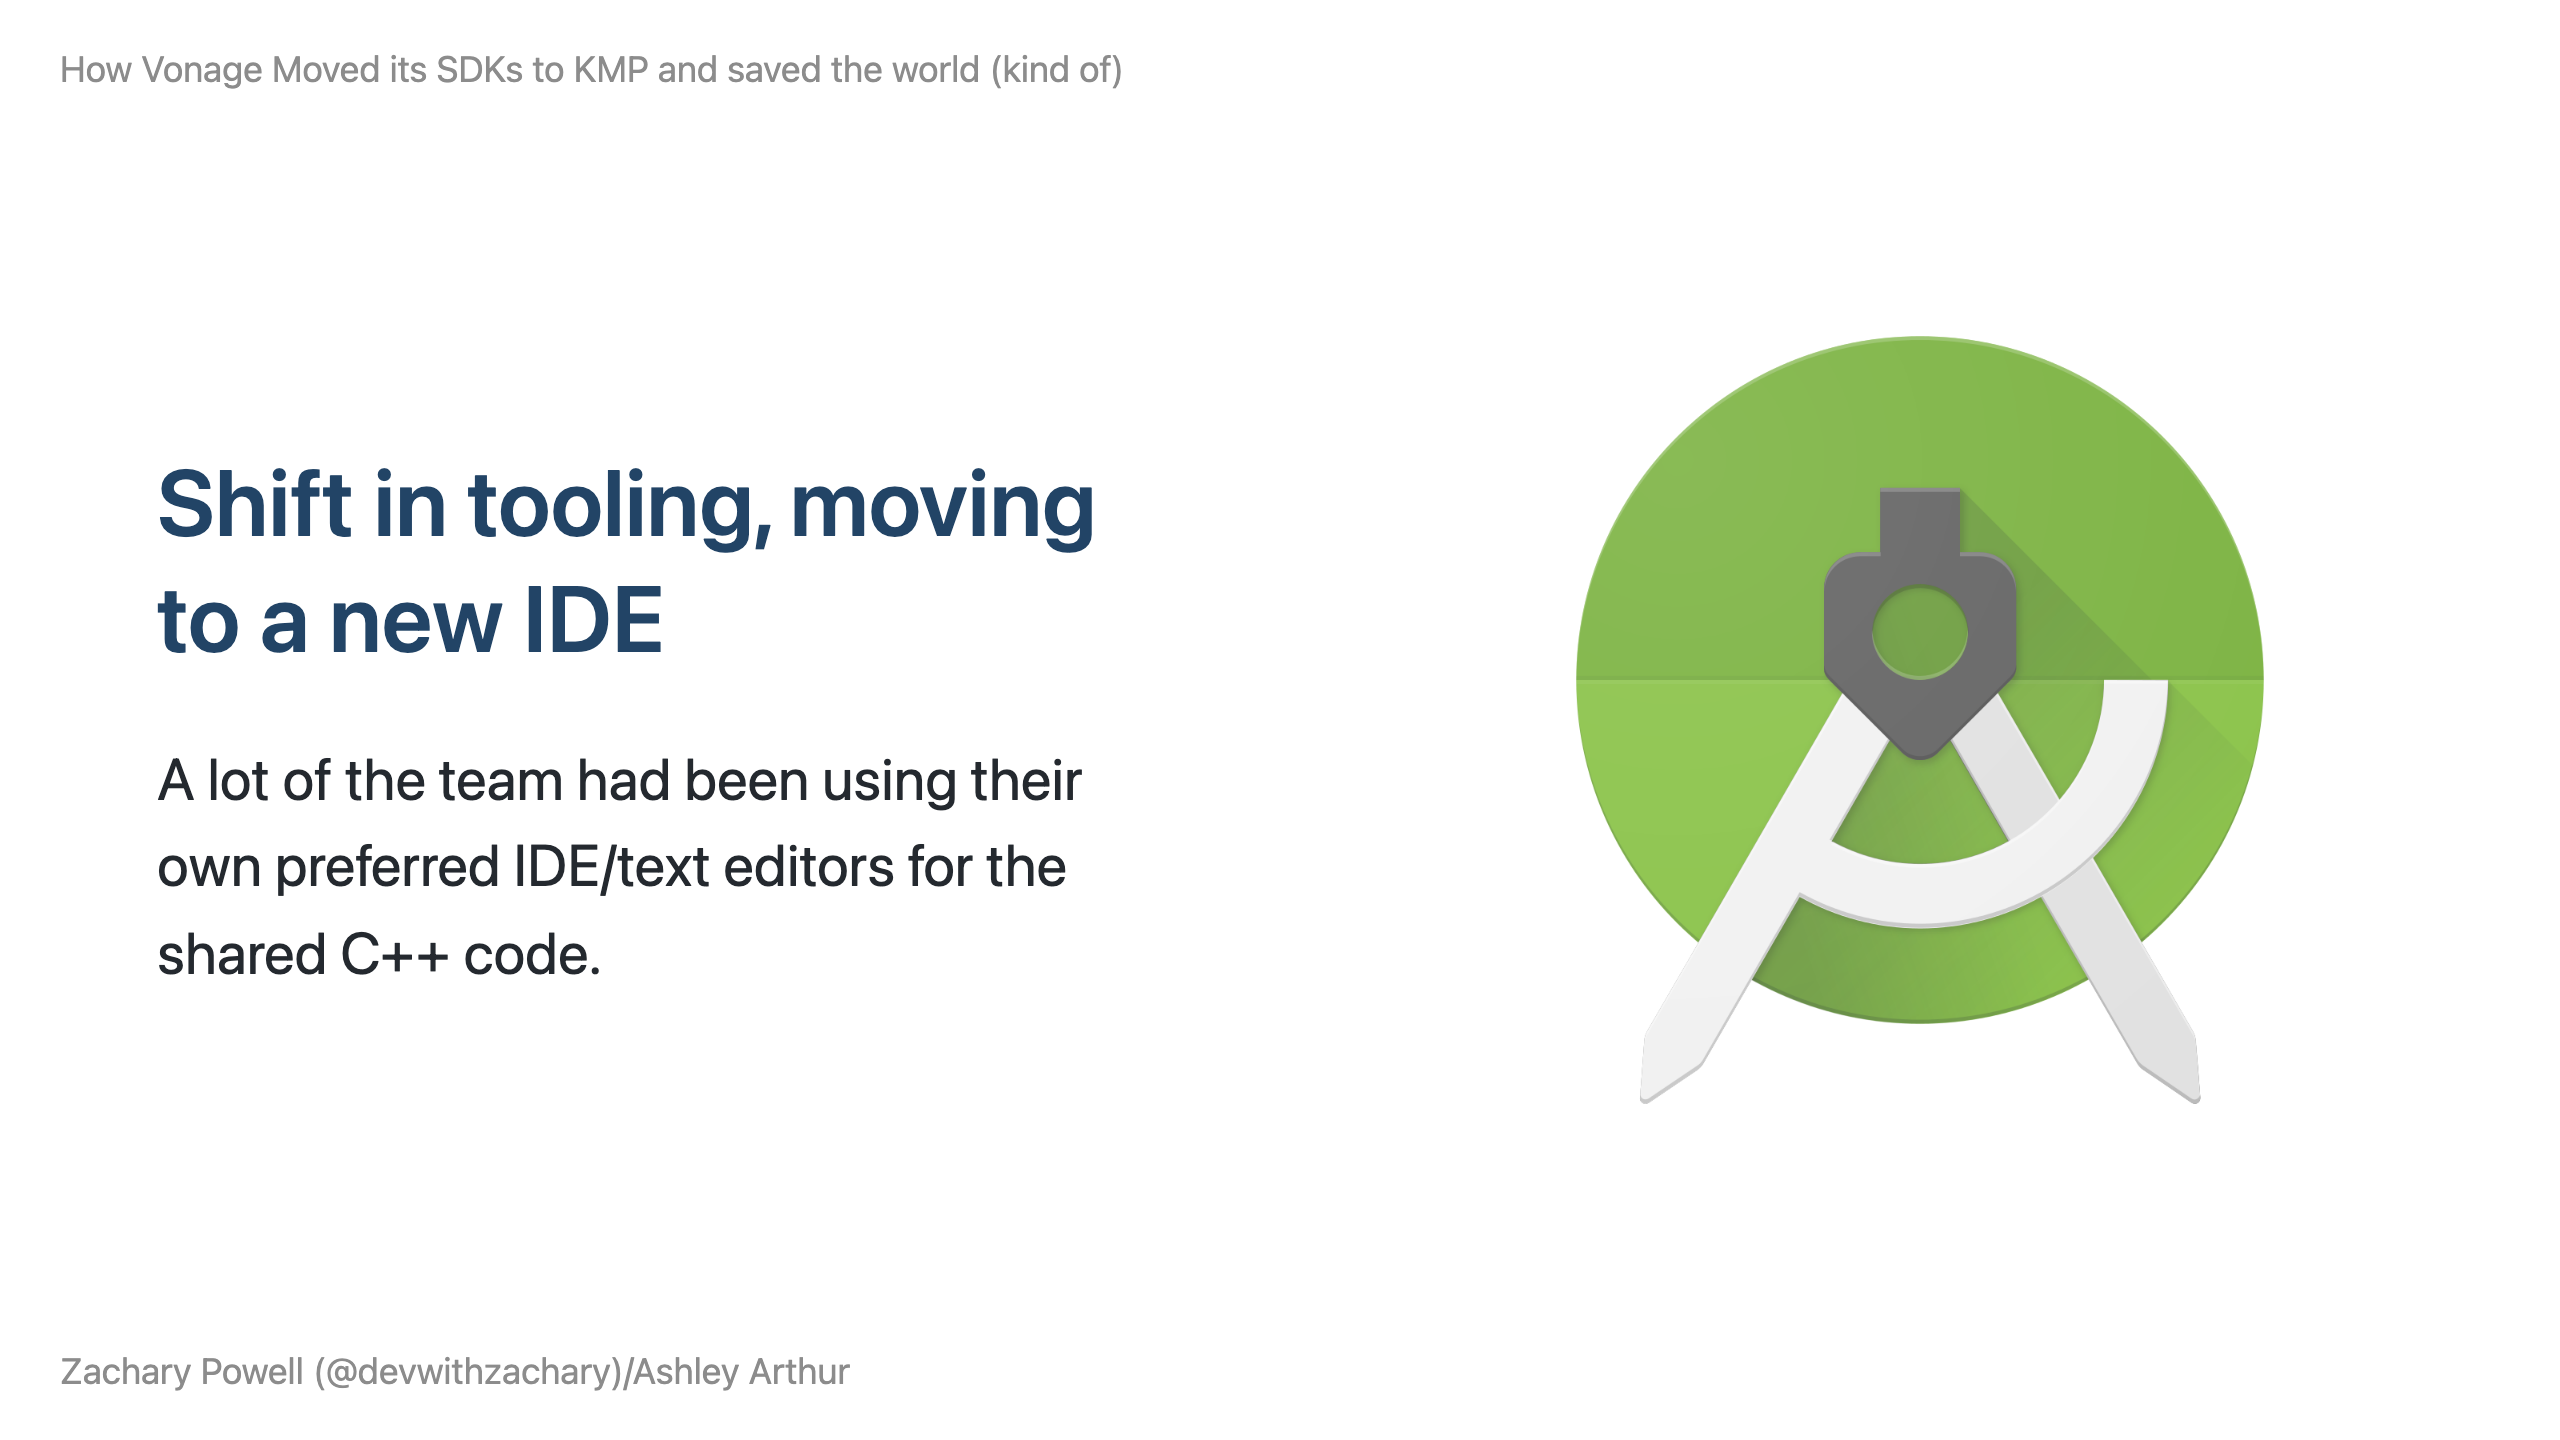 How Vonage Moved its SDKs to KMP and saved the world (kind of)
Shift in tooling, moving
to a new IDE
A lot of the team had been using their
own preferred IDE/text editors for the
shared C++ code.
Zachary Powell (@devwithzachary)/Ashley Arthur